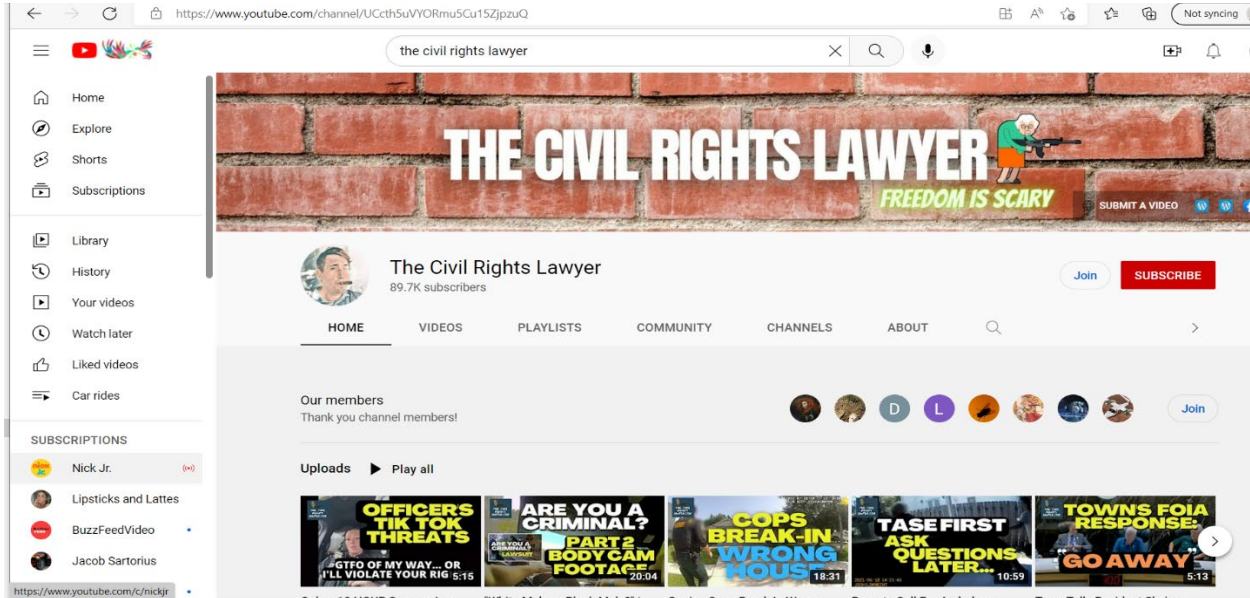 https://www.youtube.com/channel/UCcth5uVYORmu5Cu15ZjpzuQ
Not syncing
the civil rights lawyer
Home
Explore
Shorts
Subscriptions
Library
History
Your videos
Watch later
Liked videos
Car rides
SUBSCRIPTIONS
Nick Jr.
Lipsticks and Lattes
BuzzFeedVideo
Jacob Sartorius
https://www.youtube.com/c/nickjr
THE CIVIL RIGHTS LAWYER
FREEDOM IS SCARY
SUBMIT A VIDEO
The Civil Rights Lawyer
89.7K subscribers
Join
SUBSCRIBE
HOME VIDEOS PLAYLISTS COMMUNITY CHANNELS ABOUT
Our members
Thank you channel members!
D L
Join
Uploads Play all
OFFICERS
TIK TOK
THREATS
"GTFO OF MY WAY... OR
I'LL VIOLATE YOUR RIG
5:15
ARE YOU A
CRIMINAL?
PART 2
BODY CAM
FOOTAGE
20:04
COPS
BREAK-IN
WRONG
HOUSE
18:31
TASE FIRST
ASK
QUESTIONS
LATER...
10:59
TOWNS FOIA
RESPONSE:
"GO AWAY"
5:13